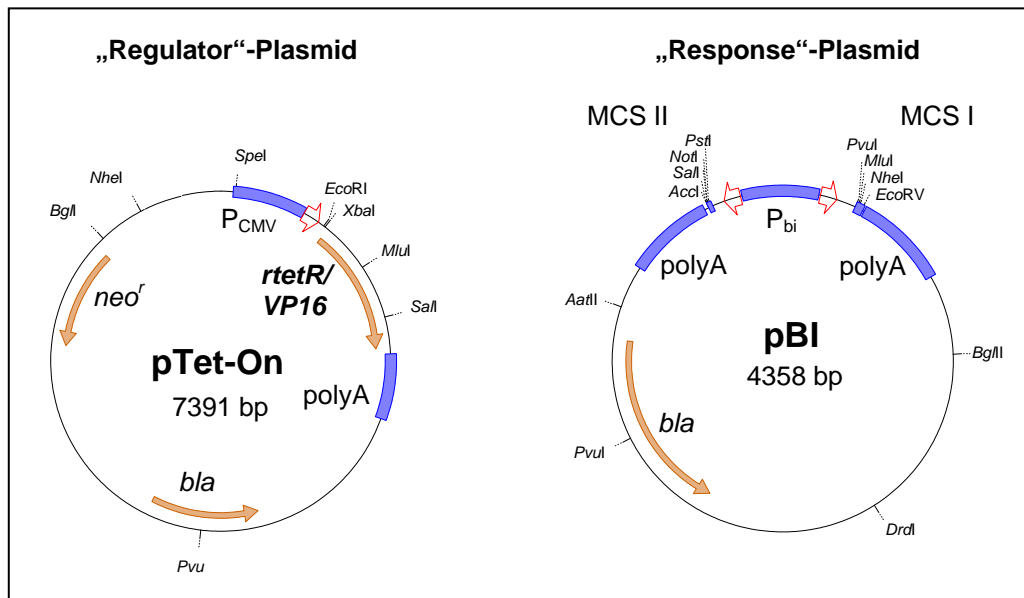 „Regulator“-Plasmid
SpeI
NheI
EcoRI
XbaI
BglI
PCMV
MluI
rtetR/
VP16
neor
SalI
pTet-On
7391 bp
polyA
bla
Pvu
„Response“-Plasmid
MCS II
MCS I
PstI
NotI
SalI
AccI
PvuI
MluI
NheI
EcoRV
Pbi
polyA
polyA
AatII
pBI
4358 bp
BglII
bla
PvuI
DrdI